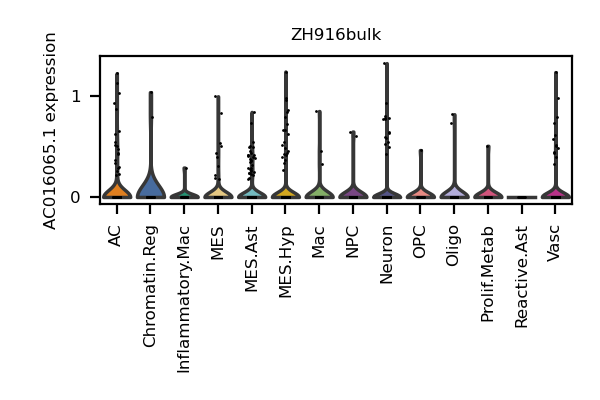 ZH916bulk
AC016065.1 expression
1
0
AC
Chromatin.Reg
Inflammatory.Mac
MES
MES.Ast
MES.Hyp
Mac
NPC
Neuron
OPC
Oligo
Prolif.Metab
Reactive.Ast
Vasc